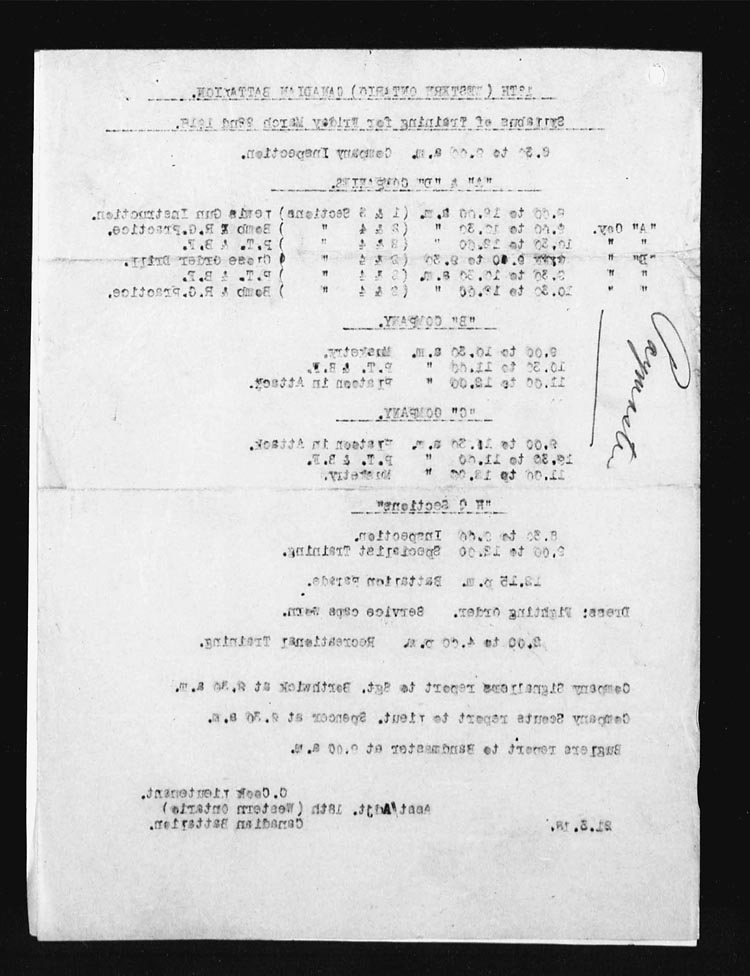 18TH (WESTERN ONTARIO) CANADIAN BATTALION.
Syllabus of Training for Friday March 22nd 1918.
8.30 to 9.00 a.m. Company Inspection.
"A" & "D" COMPANIES.
9.00 to 12.00 a.m. (1 & 3 Sections) Lewis Gun Instruction.
"A" Coy. 9.00 to 10.30 " (2 & 4 " ) Bomb & R.G.Practice.
" " 10.30 to 12.00 " (2 & 4 " ) P.T. & B.F.
"D" " 9.00 to 9.30 (2 & 4 " ) Close Order Drill.
" " 9.30 to 10.30 a.m. (2 & 4 " ) P.T. & B.F.
" " 10.30 to 12.00 " (2 & 4 " ) Bomb & R.G.Practice.
"B" COMPANY.
9.00 to 10.30 a.m. Musketry.
10.30 to 11.00 " P.T. & B.F.
11.00 to 12.00 " Platoon in Attack.
Paymaster
"C" COMPANY.
9.00 to 10.30 a.m. Platoon in Attack.
10.30 to 11.00 " P.T. & B.F.
11.00 to 12.00 " Musketry.
"H Q Sections"
8.30 to 9.00 Inspection.
9.00 to 12.00 Specialist Training.
12.15 p.m. Battalion Parade.
Dress: Fighting Order. Service caps Worn.
2.00 to 4.00 p.m. Recreational Training.
Company Signallers report to Sgt. Borthwick at 9.30 a.m.
Company Scouts report to Lieut. Spencer at 9.30 a.m.
Buglers report to Bandmaster at 9.00 a.m.
C. Cook Lieutenant.
Asst/Adjt. 18th (Western Ontario)
21.3.18. Canadian Battalion.